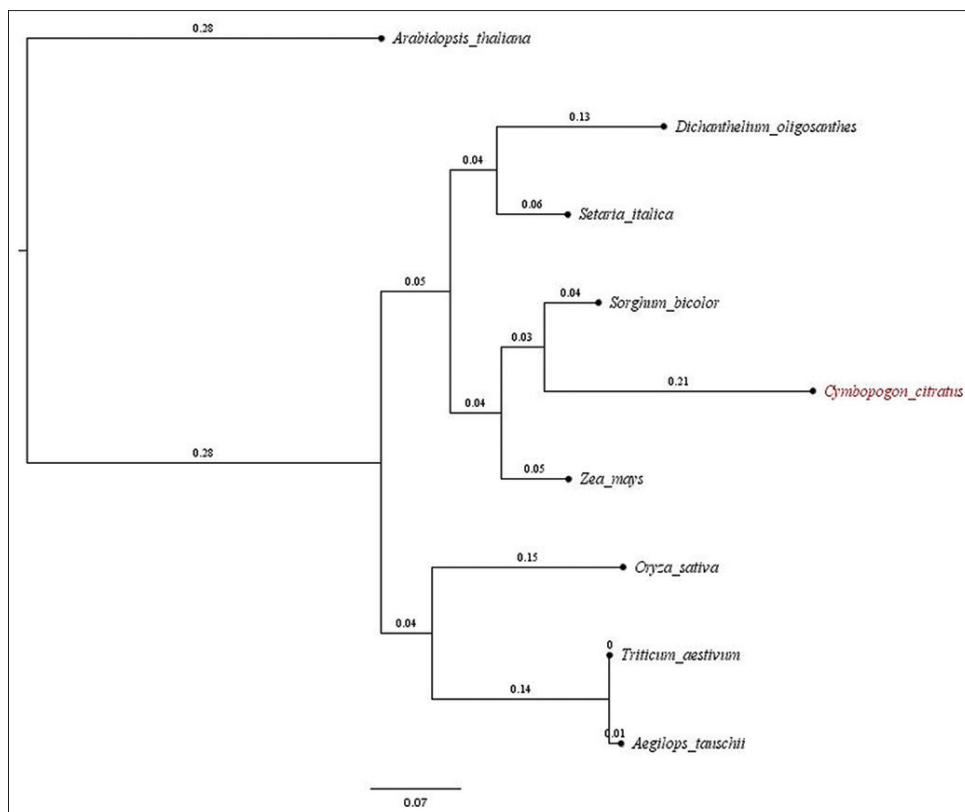 0.28
Arabidopsis_thaliana
0.13
Dichanthelium_oligosanthes
0.04
0.06
Setaria_italica
0.05
0.04
Sorghum_bicolor
0.03
0.21
Cymbopogon_citratus
0.04
0.28
0.05
Zea_mays
0.15
Oryza_sativa
0.04
0
Triticum_aestivum
0.14
0.01
Aegilops_tauschii
0.07